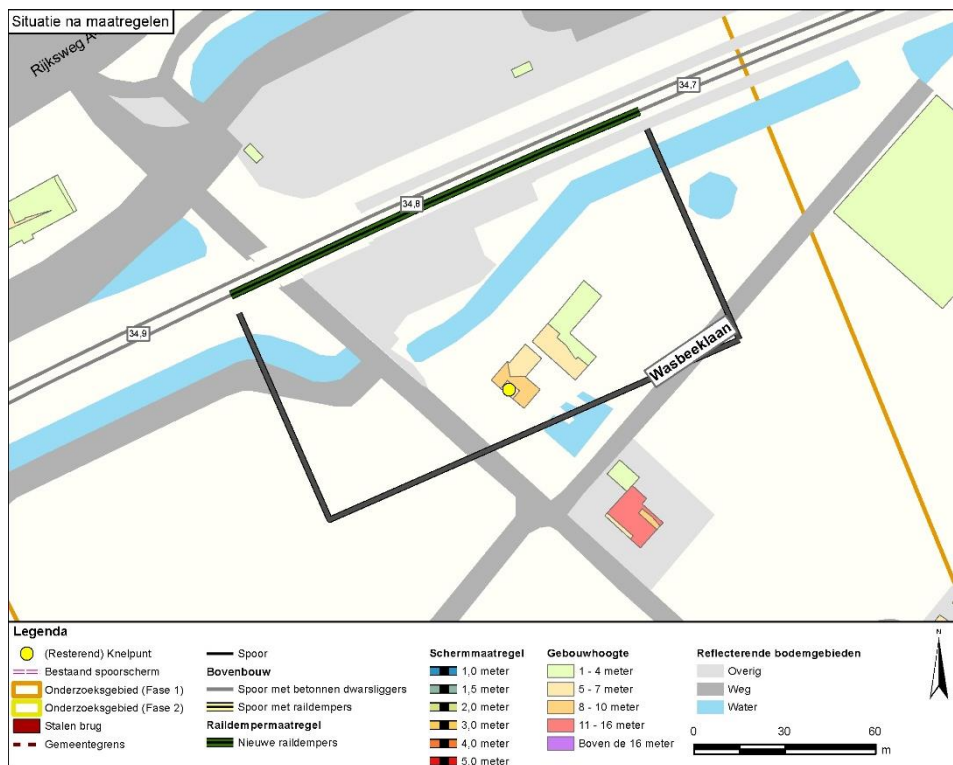 Situatie na maatregelen
Rijksweg A
34,7
34,8
34,9
Wasbeeklaan
Legenda
(Resterend) Knelpunt
Bestaand spoorscherm
Onderzoeksgebied (Fase 1)
Onderzoeksgebied (Fase 2)
Stalen brug
Gemeentegrens
Spoor
Bovenbouw
Spoor met betonnen dwarsliggers
Spoor met raildempers
Raildempermaatregel
Nieuwe raildempers
Schermmaatregel
1,0 meter
1,5 meter
2,0 meter
3,0 meter
4,0 meter
5,0 meter
Gebouwhoogte
1 - 4 meter
5 - 7 meter
8 - 10 meter
11 - 16 meter
Boven de 16 meter
Reflecterende bodemgebieden
Overig
Weg
Water
N
0 30 60
m